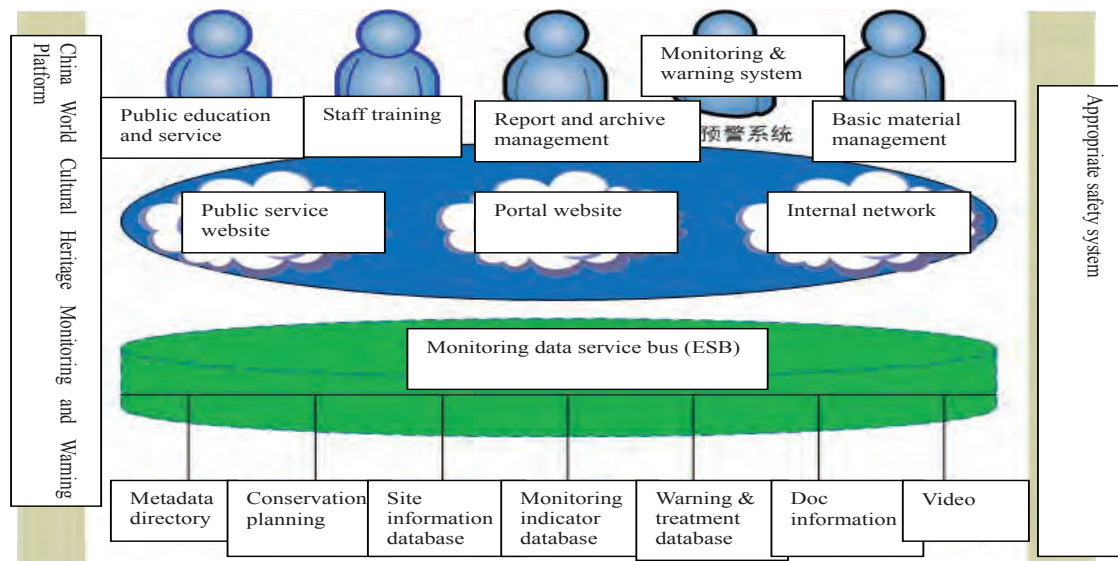 China World Cultural Heritage Monitoring and Warning
Platform
Monitoring &
warning system
Public education
and service
Staff training
Report and archive
management
预警系统
Basic material
management
Public service
website
Portal website
Internal network
Monitoring data service bus (ESB)
Metadata
directory
Conservation
planning
Site
information
database
Monitoring
indicator
database
Warning &
treatment
database
Doc
information
Video
Appropriate safety system